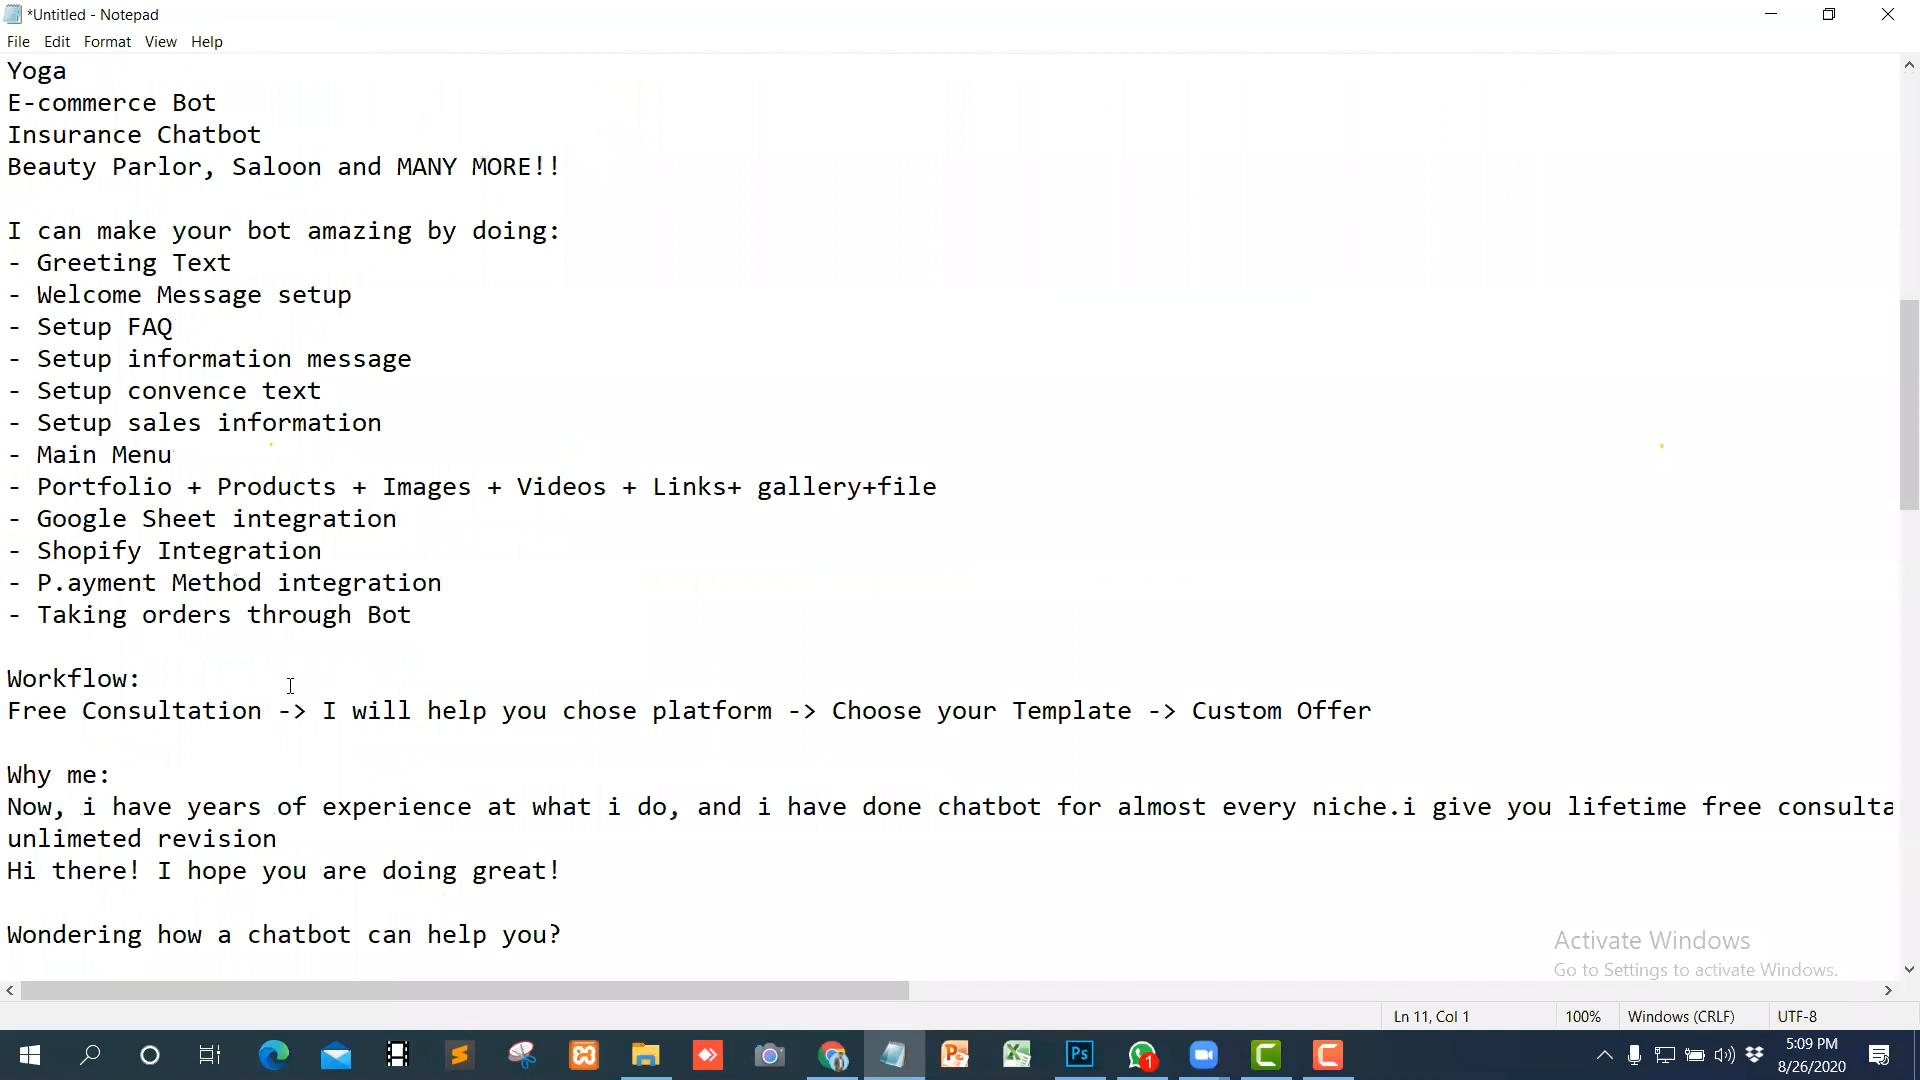 *Untitled - Notepad
File Edit Format View Help
Yoga
E-commerce Bot
Insurance Chatbot
Beauty Parlor, Saloon and MANY MORE!!
I can make your bot amazing by doing:
- Greeting Text
- Welcome Message setup
- Setup FAQ
- Setup information message
- Setup convence text
- Setup sales information
- Main Menu
- Portfolio + Products + Images + Videos + Links+ gallery+file
- Google Sheet integration
- Shopify Integration
- P.ayment Method integration
- Taking orders through Bot
Workflow:
Free Consultation -> I will help you chose platform -> Choose your Template -> Custom Offer
Why me:
Now, i have years of experience at what i do, and i have done chatbot for almost every niche.i give you lifetime free consulta
unlimeted revision
Hi there! I hope you are doing great!
Wondering how a chatbot can help you?
Activate Windows
Go to Settings to activate Windows.
Ln 11, Col 1 100% Windows (CRLF) UTF-8
Ps 1
5:09 PM
8/26/2020